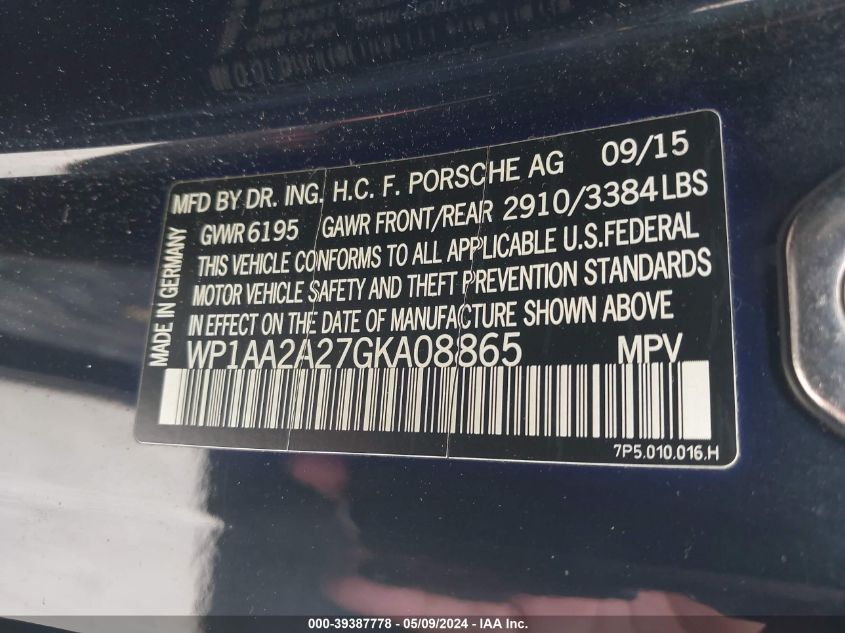 MFD BY DR. ING. H.C. F. PORSCHE AG 09/15
GVWR 6195 GAWR FRONT/REAR 2910/3384 LBS
THIS VEHICLE CONFORMS TO ALL APPLICABLE U.S.FEDERAL
MOTOR VEHICLE SAFETY AND THEFT PREVENTION STANDARDS
IN EFFECT ON THE DATE OF MANUFACTURE SHOWN ABOVE
WP1AA2A27GKA08865 MPV
MADE IN GERMANY
7P5.010.016.H
000-39387778 - 05/09/2024 - IAA Inc.